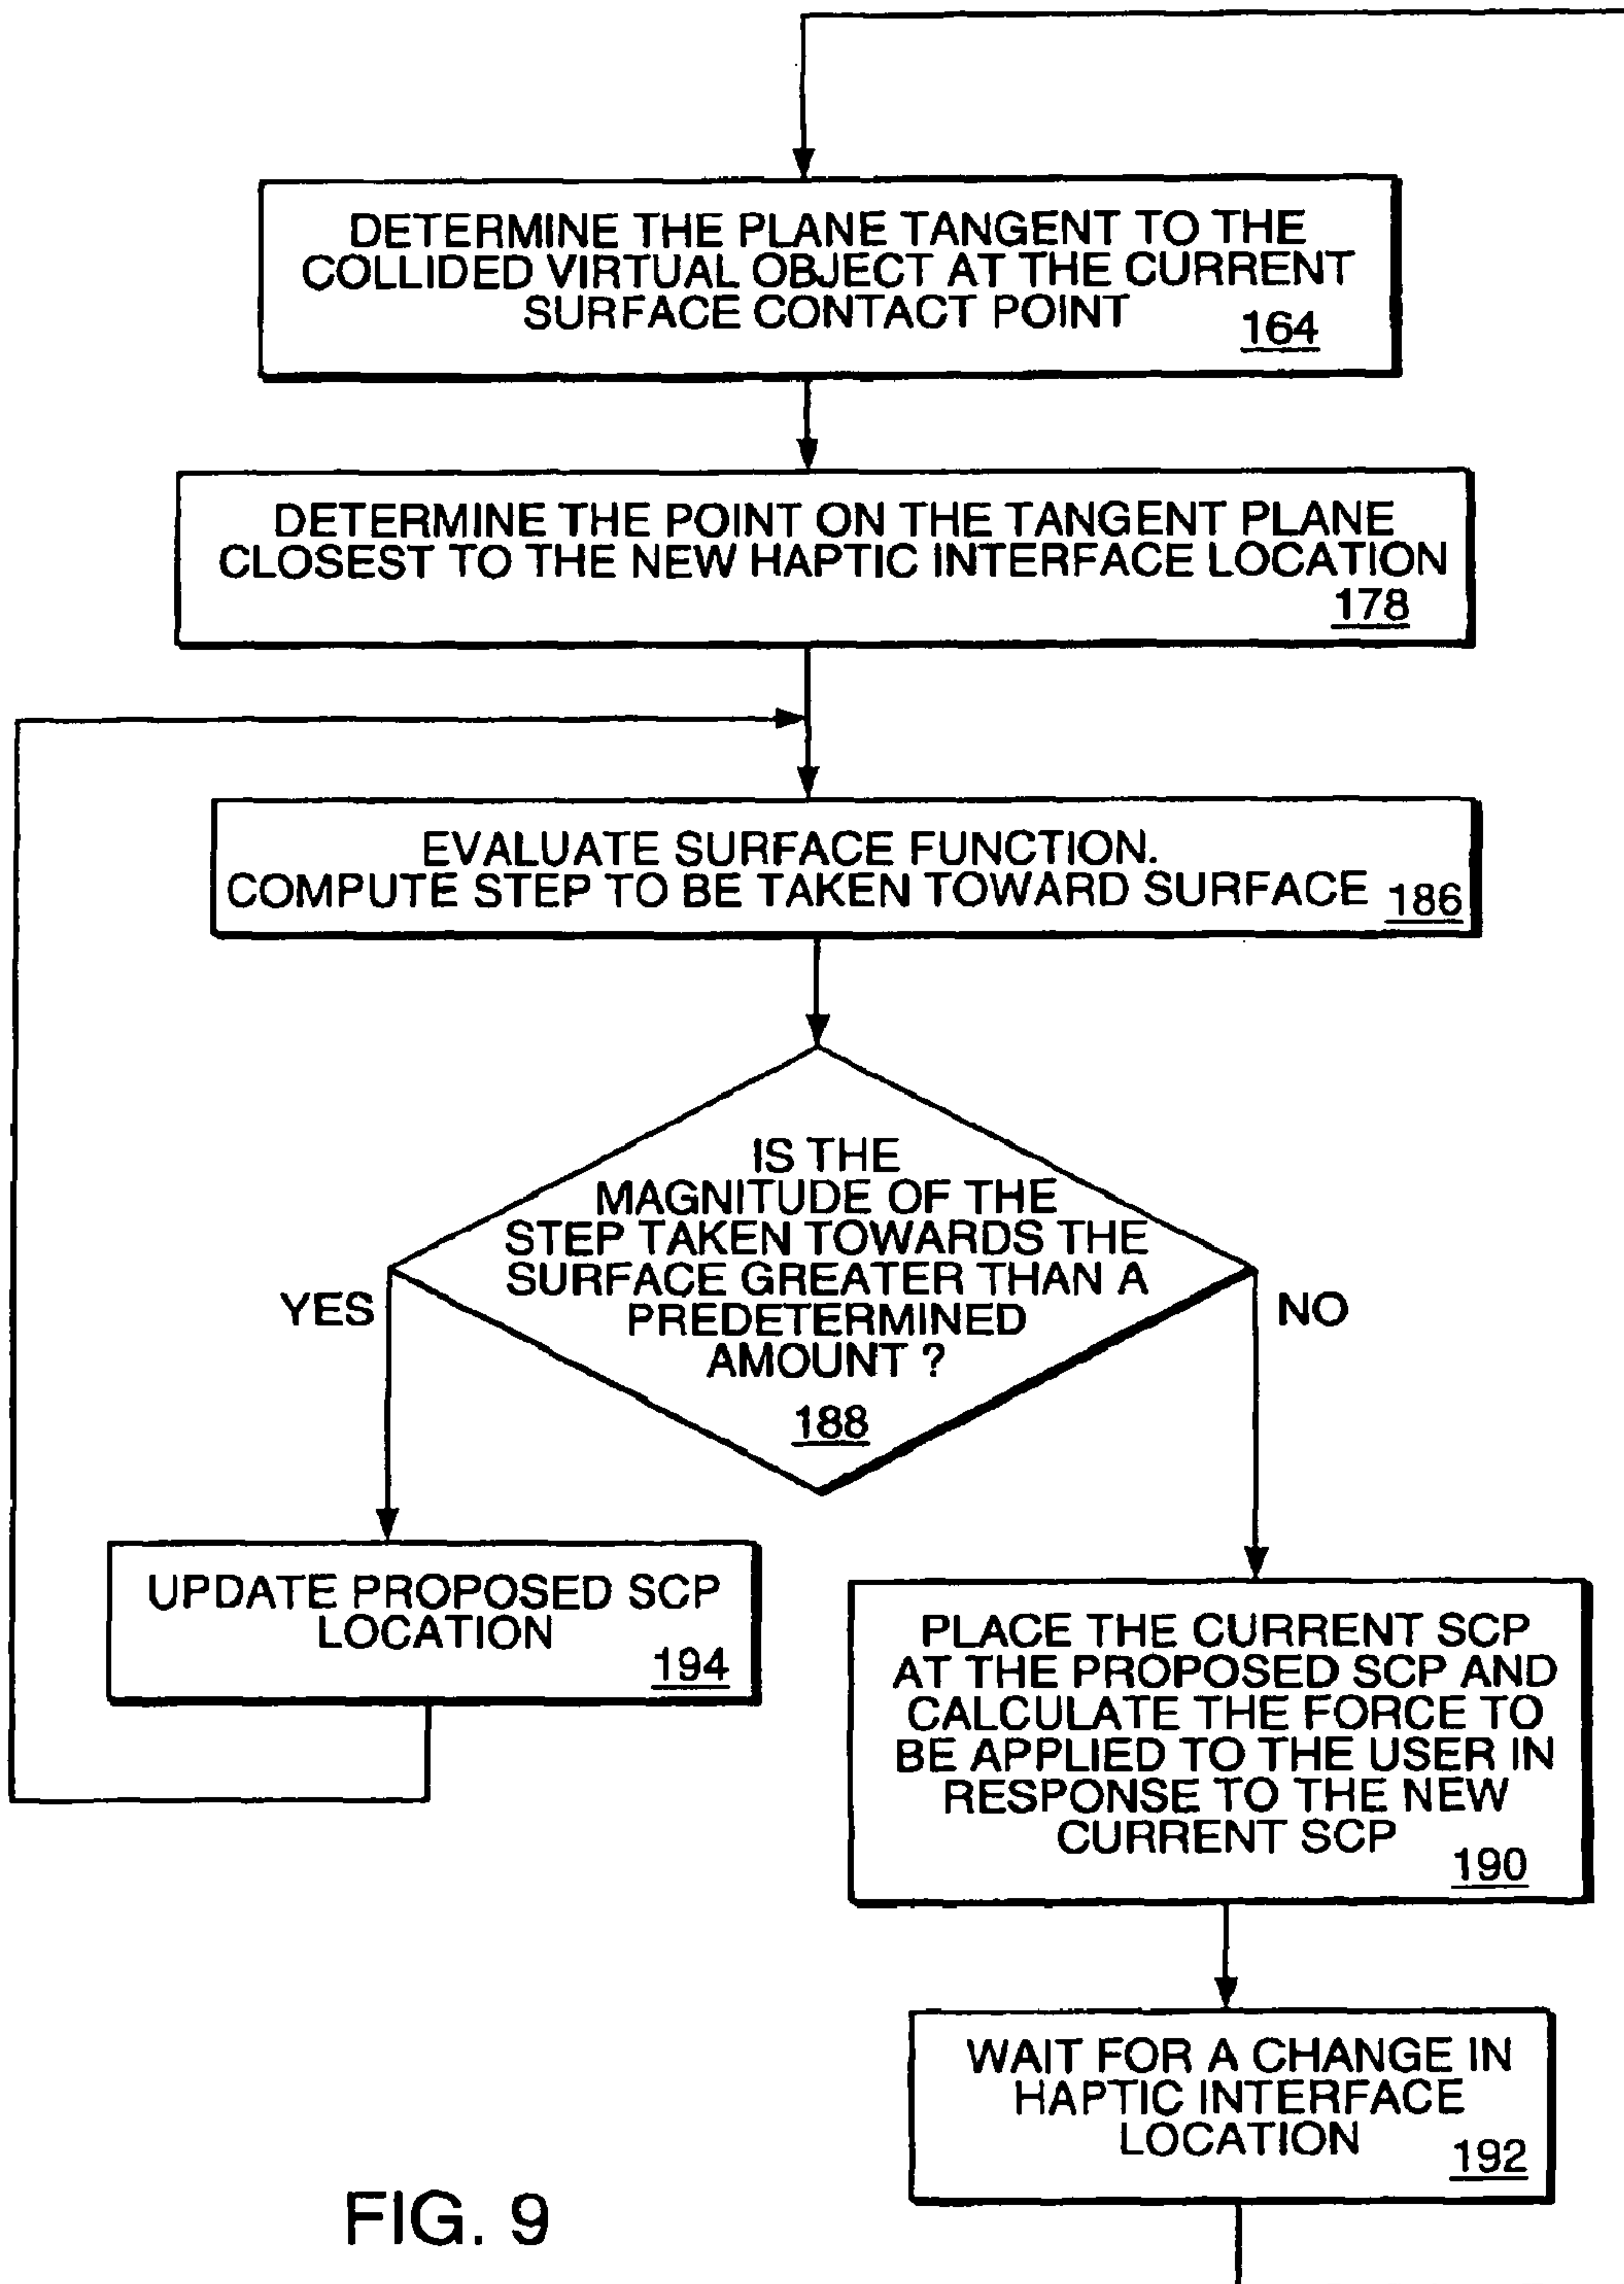 DETERMINE THE PLANE TANGENT TO THE
COLLIDED VIRTUAL OBJECT AT THE CURRENT
SURFACE CONTACT POINT
164
DETERMINE THE POINT ON THE TANGENT PLANE
CLOSEST TO THE NEW HAPTIC INTERFACE LOCATION
178
EVALUATE SURFACE FUNCTION.
COMPUTE STEP TO BE TAKEN TOWARD SURFACE 186
IS THE
MAGNITUDE OF THE
STEP TAKEN TOWARDS THE
SURFACE GREATER THAN A
PREDETERMINED
AMOUNT ?
188
YES
NO
UPDATE PROPOSED SCP
LOCATION
194
PLACE THE CURRENT SCP
AT THE PROPOSED SCP AND
CALCULATE THE FORCE TO
BE APPLIED TO THE USER IN
RESPONSE TO THE NEW
CURRENT SCP
190
WAIT FOR A CHANGE IN
HAPTIC INTERFACE
LOCATION
192
FIG. 9